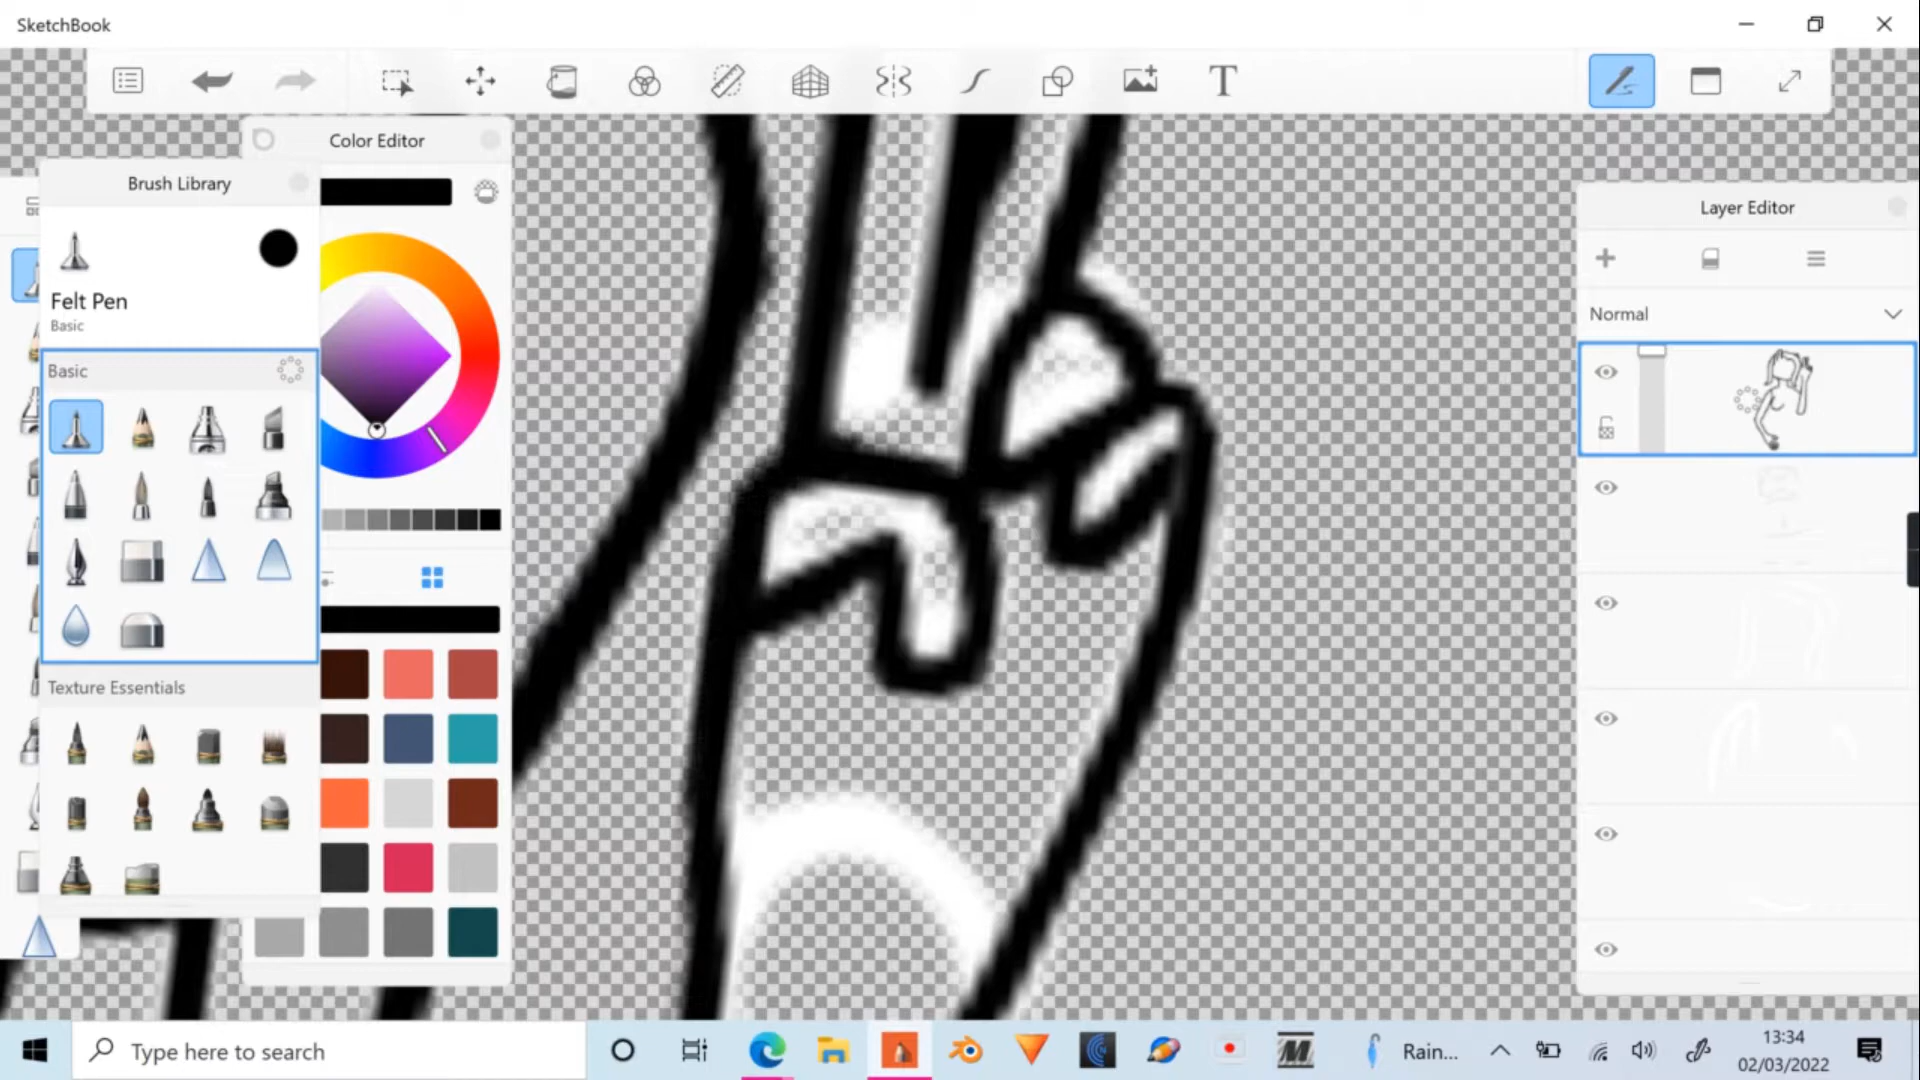 SketchBook
T
Color Editor
Brush Library
Layer Editor
Felt Pen
Basic
Normal
Basic
Texture Essentials
Type here to search
Rain...
13:34
02/03/2022